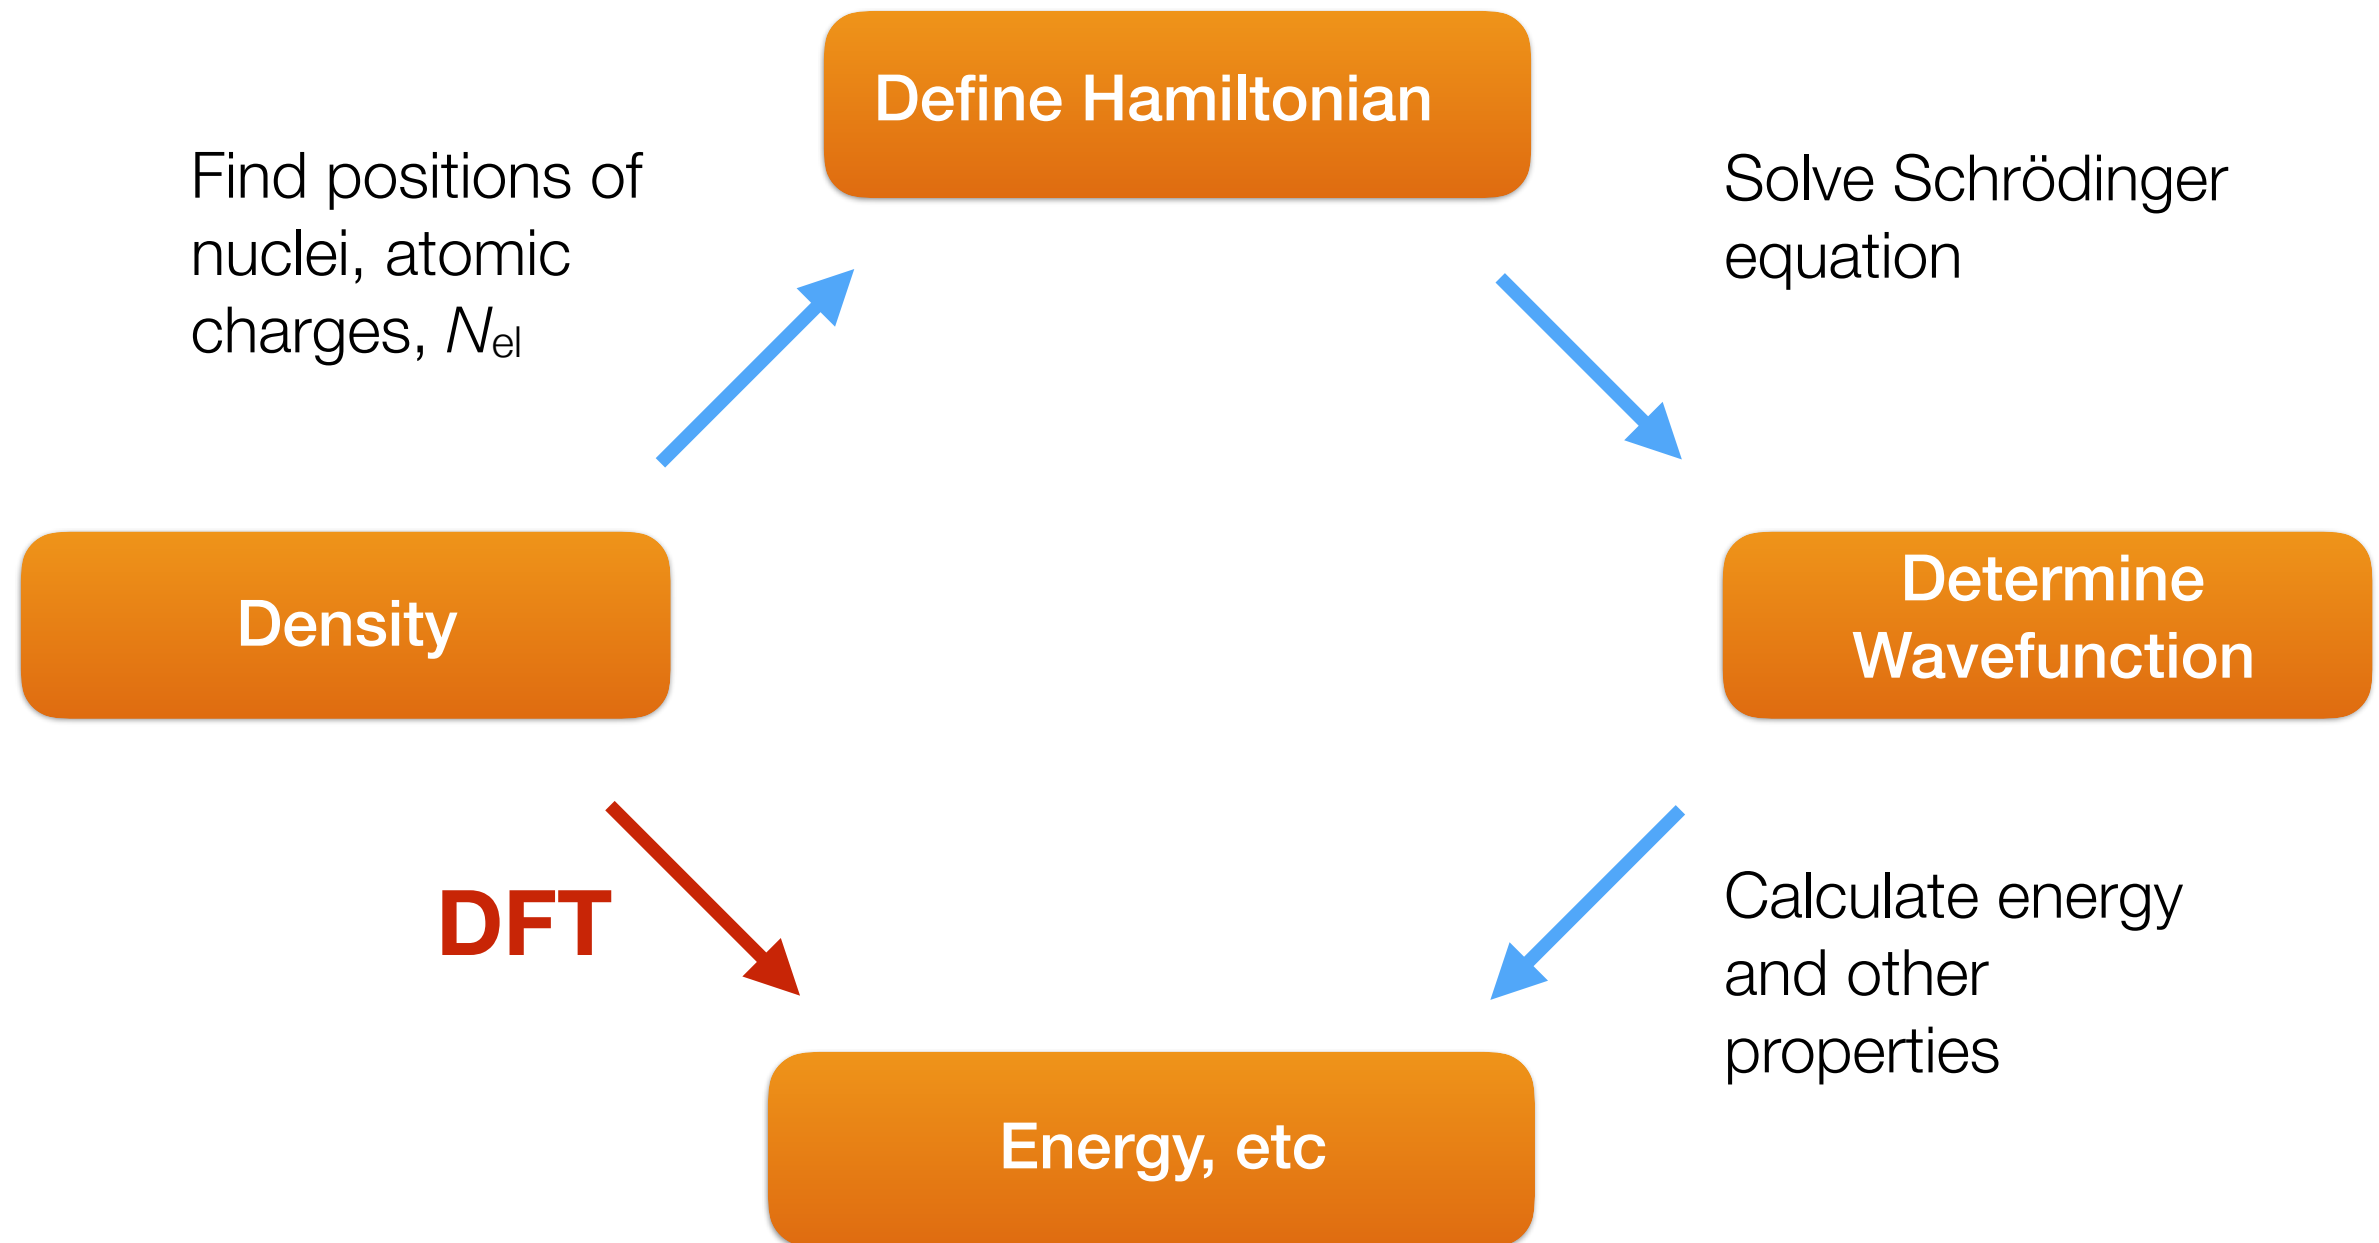 Define Hamiltonian
Find positions of
nuclei, atomic
charges, Nel
Solve Schrödinger
equation
Density
Determine
Wavefunction
DFT
Calculate energy
and other
properties
Energy, etc